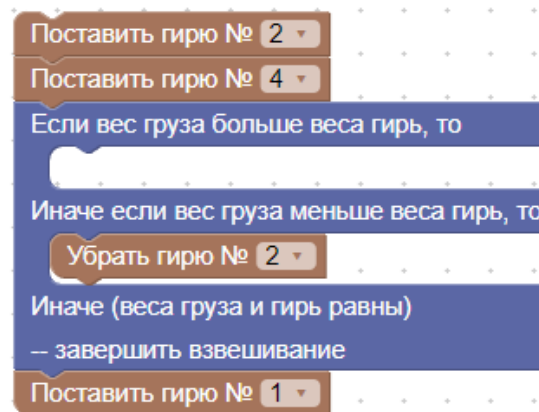 Поставить гирю № 2
Поставить гирю № 4
Если вес груза больше веса гирь, то
Иначе если вес груза меньше веса гирь, то
Убрать гирю № 2
Иначе (веса груза и гирь равны)
-- завершить взвешивание
Поставить гирю № 1